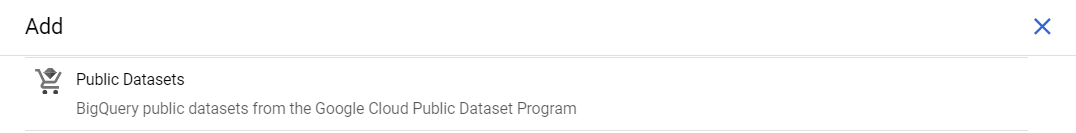 Add
Public Datasets
BigQuery public datasets from the Google Cloud Public Dataset Program